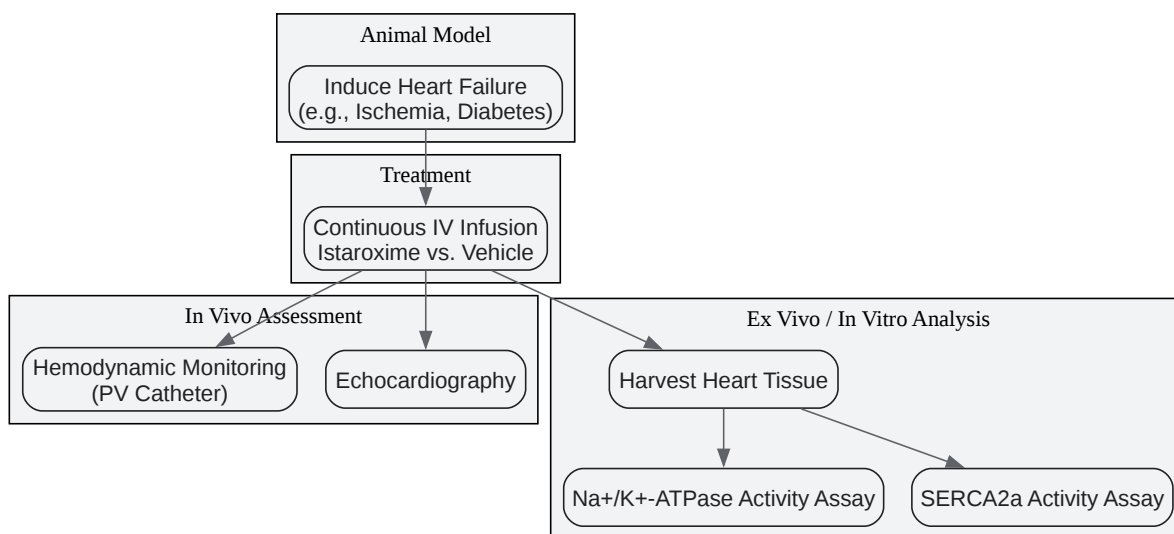 Animal Model
Induce Heart Failure
(e.g., Ischemia, Diabetes)
Treatment
Continuous IV Infusion
Istaroxime vs. Vehicle
In Vivo Assessment
Hemodynamic Monitoring
(PV Catheter)
Echocardiography
Ex Vivo / In Vitro Analysis
Harvest Heart Tissue
Na+/K+-ATPase Activity Assay
SERCA2a Activity Assay